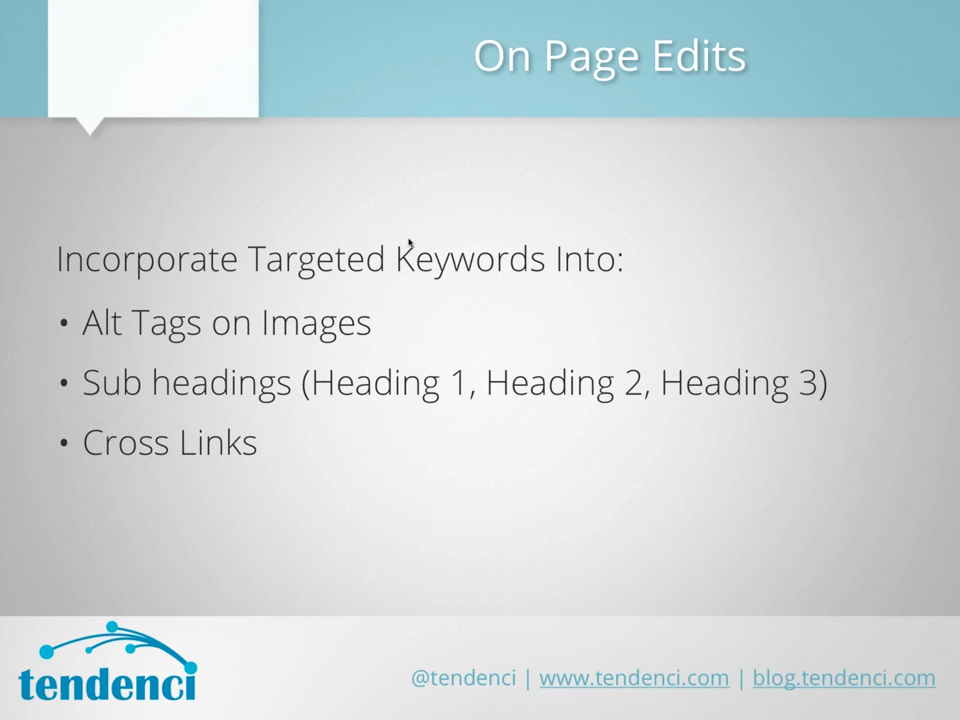 On Page Edits
Incorporate Targeted Keywords Into:
• Alt Tags on Images
• Sub headings (Heading 1, Heading 2, Heading 3)
• Cross Links
tendenci
@tendenci | www.tendenci.com | blog.tendenci.com